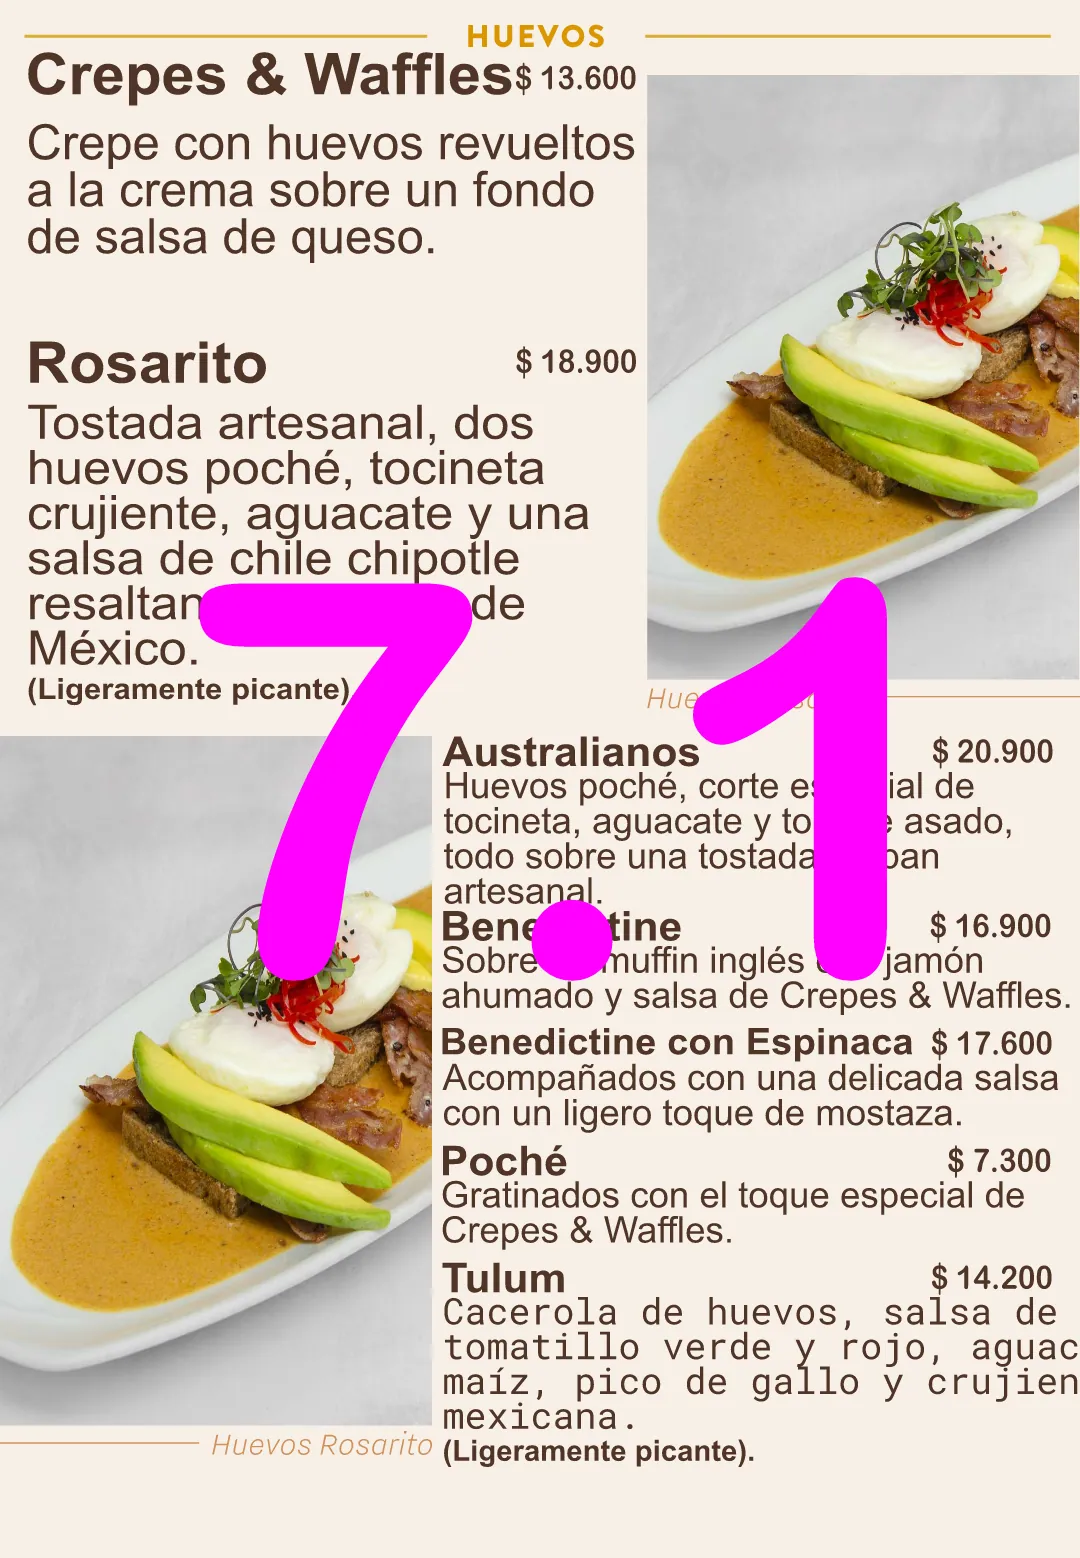 HUEVOS
Crepes & Waffles $ 13.600
Crepe con huevos revueltos
a la crema sobre un fondo
de salsa de queso.
Rosarito $ 18.900
Tostada artesanal, dos
huevos poché, tocineta
crujiente, aguacate y una
salsa de chile chipotle
de
México.
(Ligeramente picante)
7.1
Australianos $ 20.900
Huevos poché, corte de
tocineta, aguacate y asado,
todo sobre una tostada pan
artesanal.
$ 16.900
Sobre muffin inglés jamón
ahumado y salsa de Crepes & Waffles.
Benedictine con Espinaca $ 17.600
Acompañados con una delicada salsa
con un ligero toque de mostaza.
Poché $ 7.300
Gratinados con el toque especial de
Crepes & Waffles.
Tulum $ 14.200
Cacerola de huevos, salsa de
tomatillo verde y rojo, aguac
maíz, pico de gallo y crujien
mexicana.
Huevos Rosarito
(Ligeramente picante).